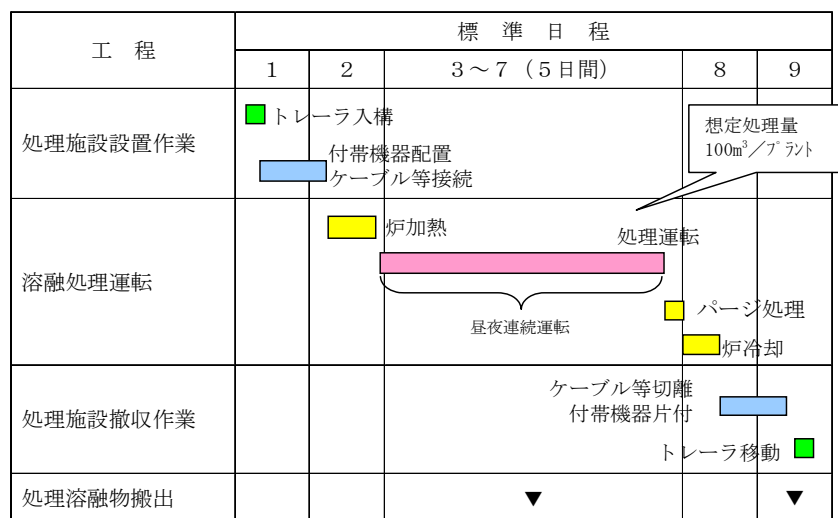 工 程
標 準 日 程
1
2
3～7（5日間）
8
9
処理施設設置作業
トレーラ入構
付帯機器配置
ケーブル等接続
想定処理量
100m³／プラント
溶融処理運転
炉加熱
処理運転
昼夜連続運転
パージ処理
炉冷却
処理施設撤収作業
ケーブル等切離
付帯機器片付
トレーラ移動
処理溶融物搬出
▼
▼